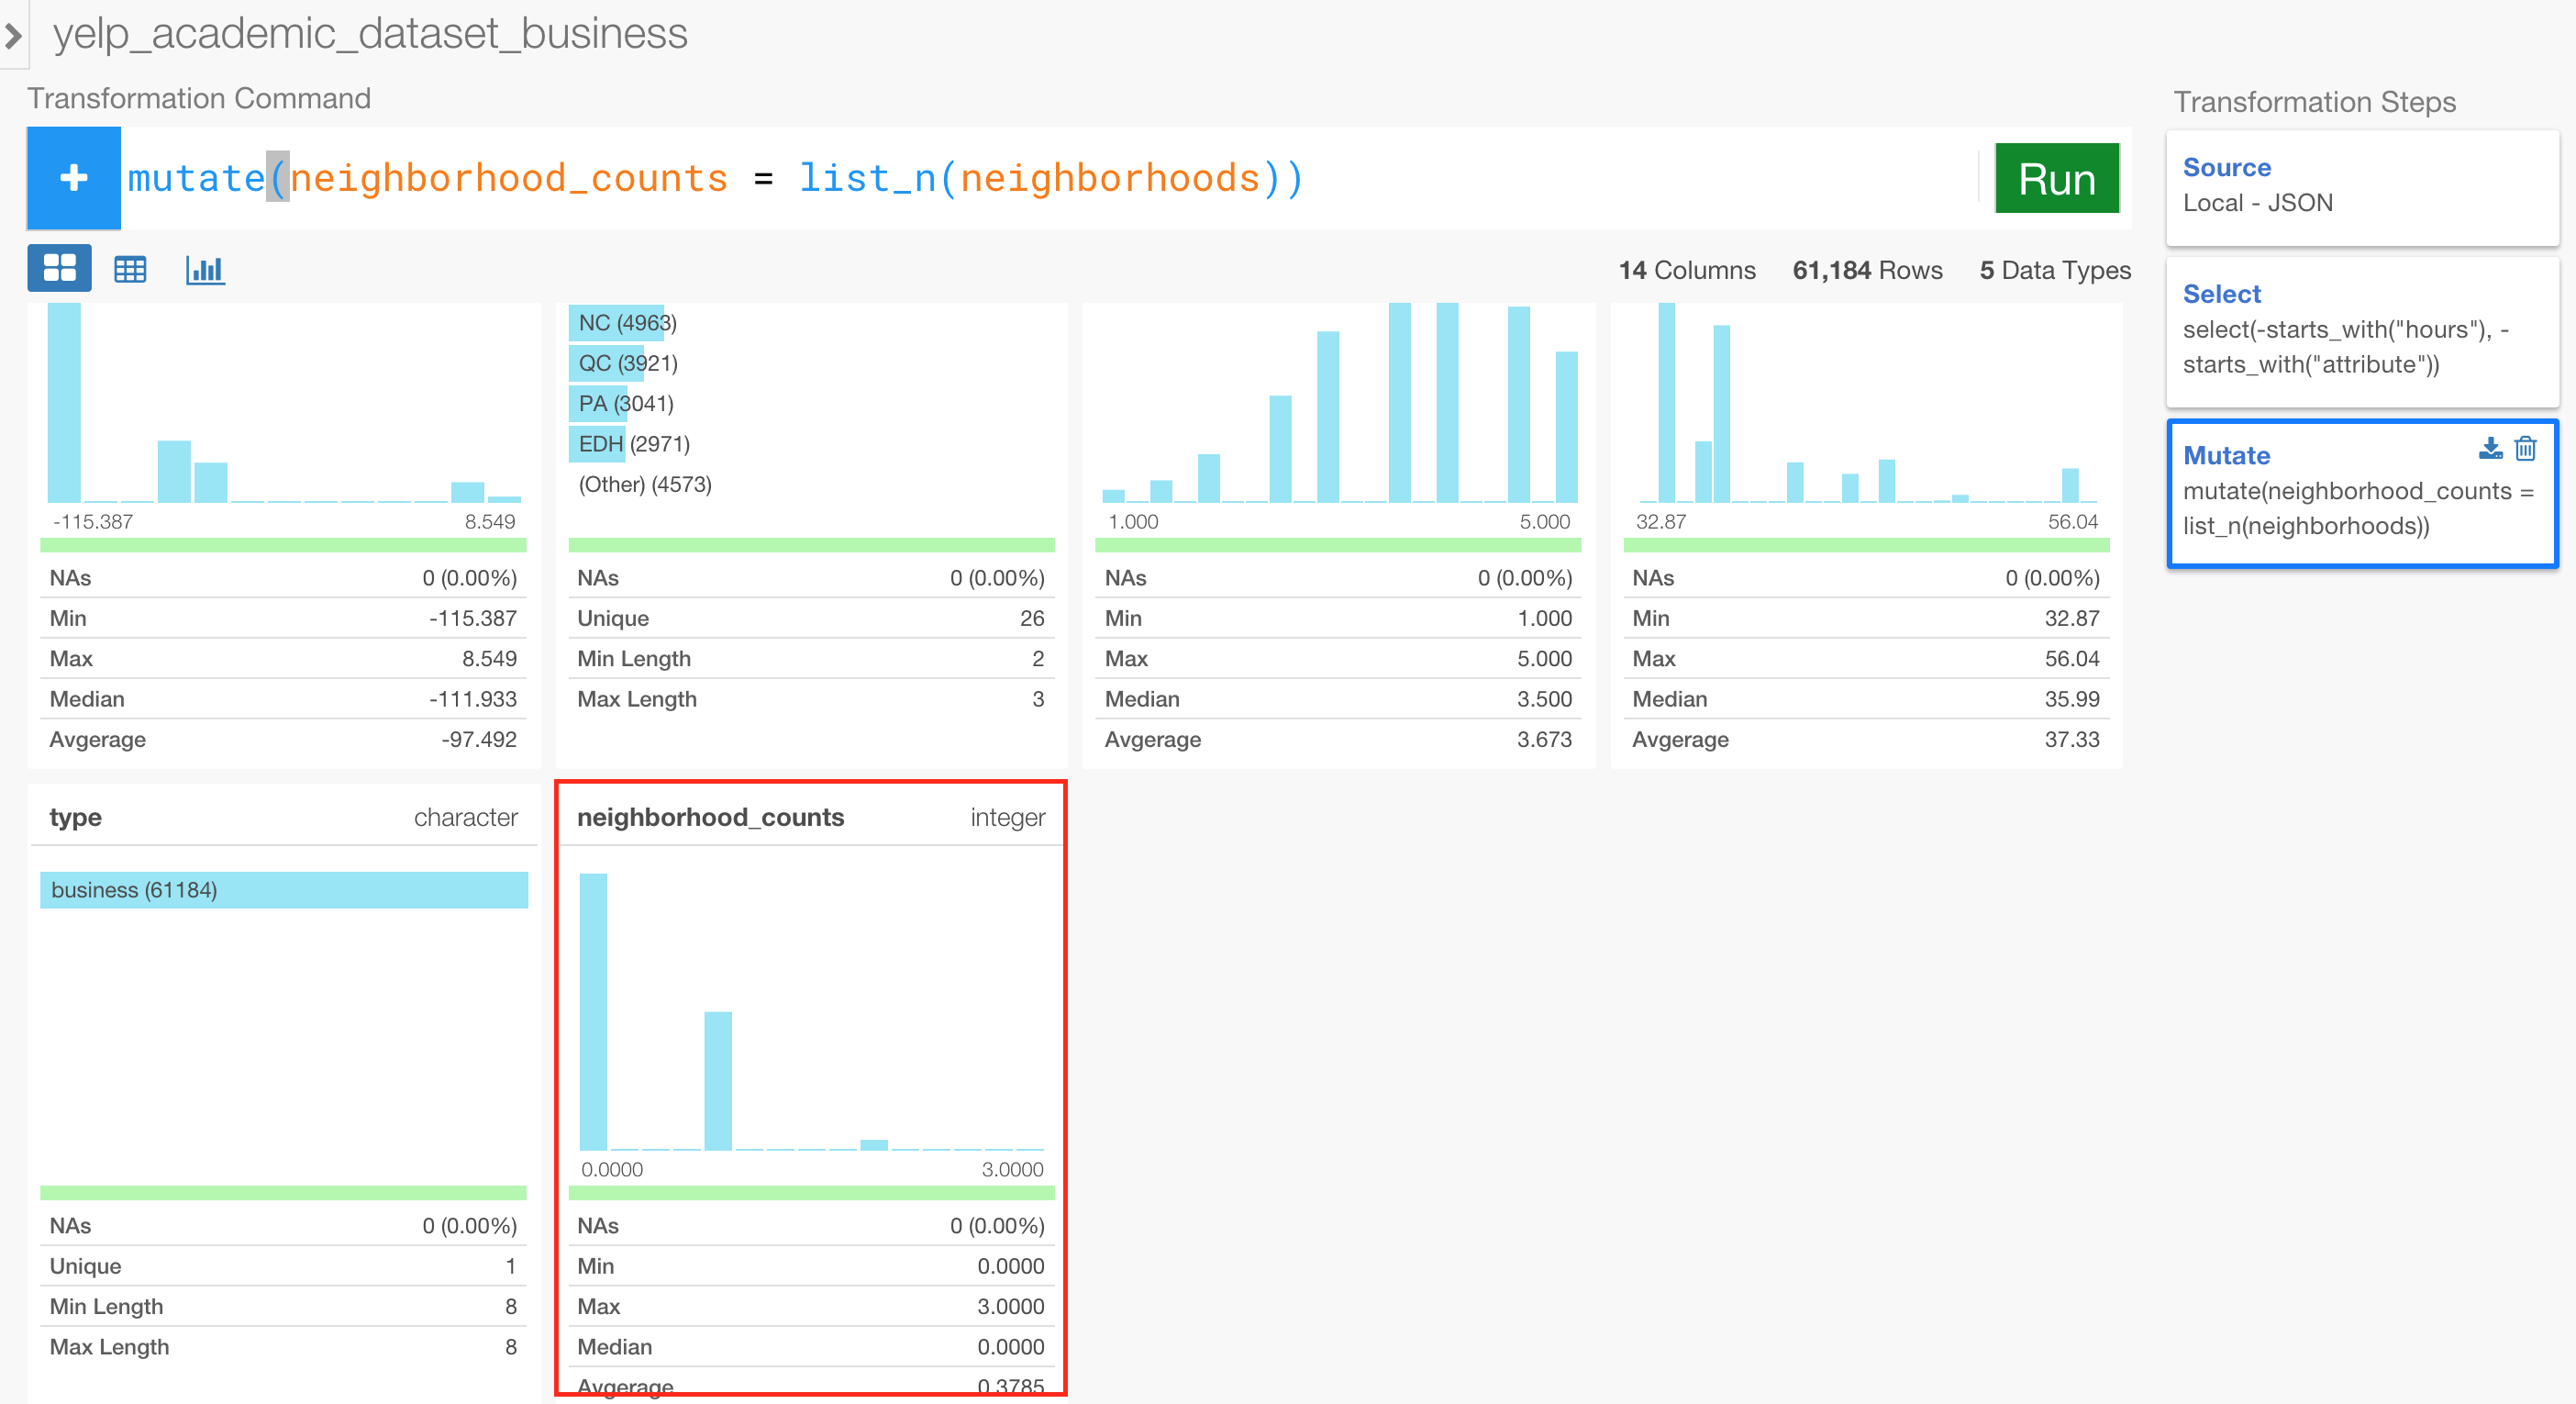 yelp_academic_dataset_business
Transformation Command
mutate(neighborhood_counts = list_n(neighborhoods))
Run
14 Columns 61,184 Rows 5 Data Types
-115.387 8.549
NAs 0 (0.00%)
Min -115.387
Max 8.549
Median -111.933
Avgerage -97.492
NC (4963)
QC (3921)
PA (3041)
EDH (2971)
(Other) (4573)
NAs 0 (0.00%)
Unique 26
Min Length 2
Max Length 3
1.000 5.000
NAs 0 (0.00%)
Min 1.000
Max 5.000
Median 3.500
Avgerage 3.673
32.87 56.04
NAs 0 (0.00%)
Min 32.87
Max 56.04
Median 35.99
Avgerage 37.33
type character
business (61184)
NAs 0 (0.00%)
Unique 1
Min Length 8
Max Length 8
neighborhood_counts integer
0.0000 3.0000
NAs 0 (0.00%)
Min 0.0000
Max 3.0000
Median 0.0000
Avgerage 0.3785
Transformation Steps
Source
Local - JSON
Select
select(-starts_with("hours"), -
starts_with("attribute"))
Mutate
mutate(neighborhood_counts =
list_n(neighborhoods))